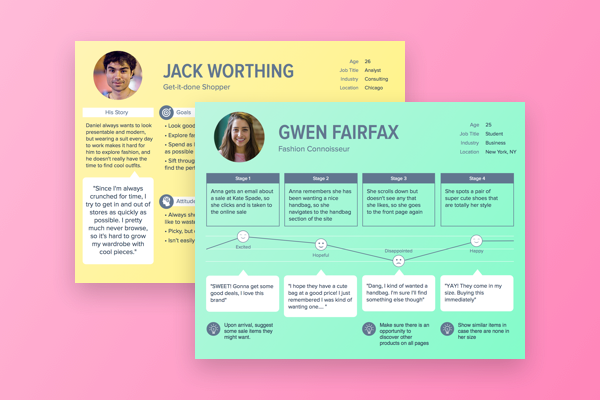 JACK WORTHING
Get-it-done Shopper
Age 26
Job Title Analyst
Industry Consulting
Location Chicago
His Story
Daniel always wants to look
presentable and modern,
but wearing a suit every day
to work makes it hard for
him to explore fashion, and
he doesn't really have the
time to find cool outfits.
"Since I'm always
crunched for time, I
try to get in and out of
stores as quickly as
possible. I pretty
much never browse,
so it's hard to grow
my wardrobe with
cool pieces."
Goals
• Look good
• Explore
• Spend as
as possible
• Sift through
find the
• Always
like to
• Picky, but
• Isn't easily
GWEN FAIRFAX
Fashion Connoisseur
Age 25
Job Title Student
Industry Business
Location New York, NY
Stage 1
Anna gets an email about
a sale at Kate Spade, so
she clicks and is taken to
the online sale
Stage 2
Anna remembers she has
been wanting a nice
handbag, so she
navigates to the handbag
section of the site
Stage 3
She scrolls down but
doesn't see any that
she likes, so she goes
to the front page again
Stage 4
She spots a pair of
super cute shoes that
are totally her style
Excited
Hopeful
Disappointed
Happy
"SWEET! Gonna get some
good deals, I love this
brand"
"I hope they have a cute
bag at a good price! I just
remembered I was kind of
wanting one... "
"Dang, I kind of wanted a
handbag. I'm sure I'll find
something else though"
"YAY! They come in my
size. Buying this
immediately"
Upon arrival, suggest
some sale items they
might want.
Make sure there is an
opportunity to
discover other
products on all pages
Show similar items in
case there are none in
her size